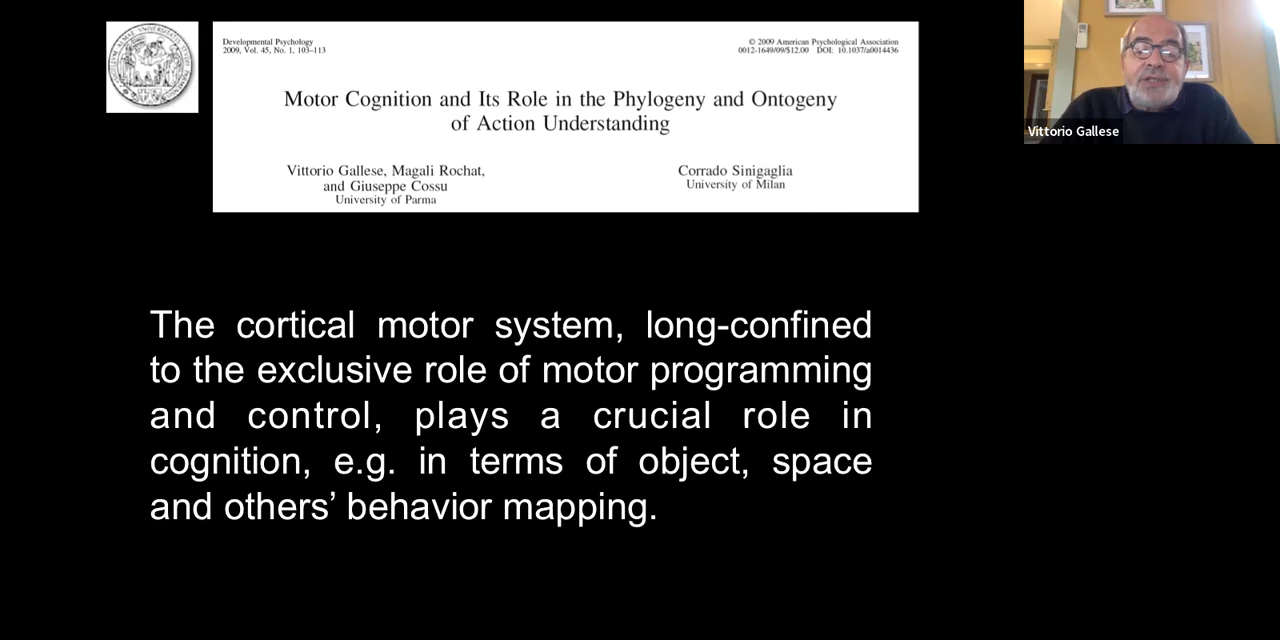 Developmental Psychology
2009, Vol. 45, No. 1, 103–113
© 2009 American Psychological Association
0012-1649/09/$12.00 DOI: 10.1037/a0014436
Motor Cognition and Its Role in the Phylogeny and Ontogeny
of Action Understanding
Vittorio Gallese, Magali Rochat,
and Giuseppe Cossu
University of Parma
Corrado Sinigaglia
University of Milan
Vittorio Gallese
The cortical motor system, long-confined
to the exclusive role of motor programming
and control, plays a crucial role in
cognition, e.g. in terms of object, space
and others’ behavior mapping.